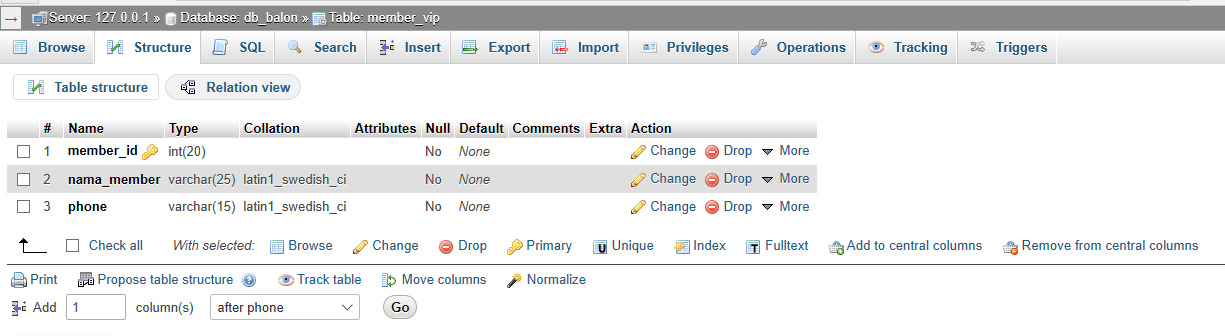 Server: 127.0.0.1 » Database: db_balon » Table: member_vip
Browse Structure SQL Search Insert Export Import Privileges Operations Tracking Triggers
Table structure Relation view
# Name Type Collation Attributes Null Default Comments Extra Action
1 member_id int(20) No None Change Drop More
2 nama_member varchar(25) latin1_swedish_ci No None Change Drop More
3 phone varchar(15) latin1_swedish_ci No None Change Drop More
Check all With selected: Browse Change Drop Primary Unique Index Fulltext Add to central columns Remove from central columns
Print Propose table structure Track table Move columns Normalize
Add 1 column(s) after phone Go